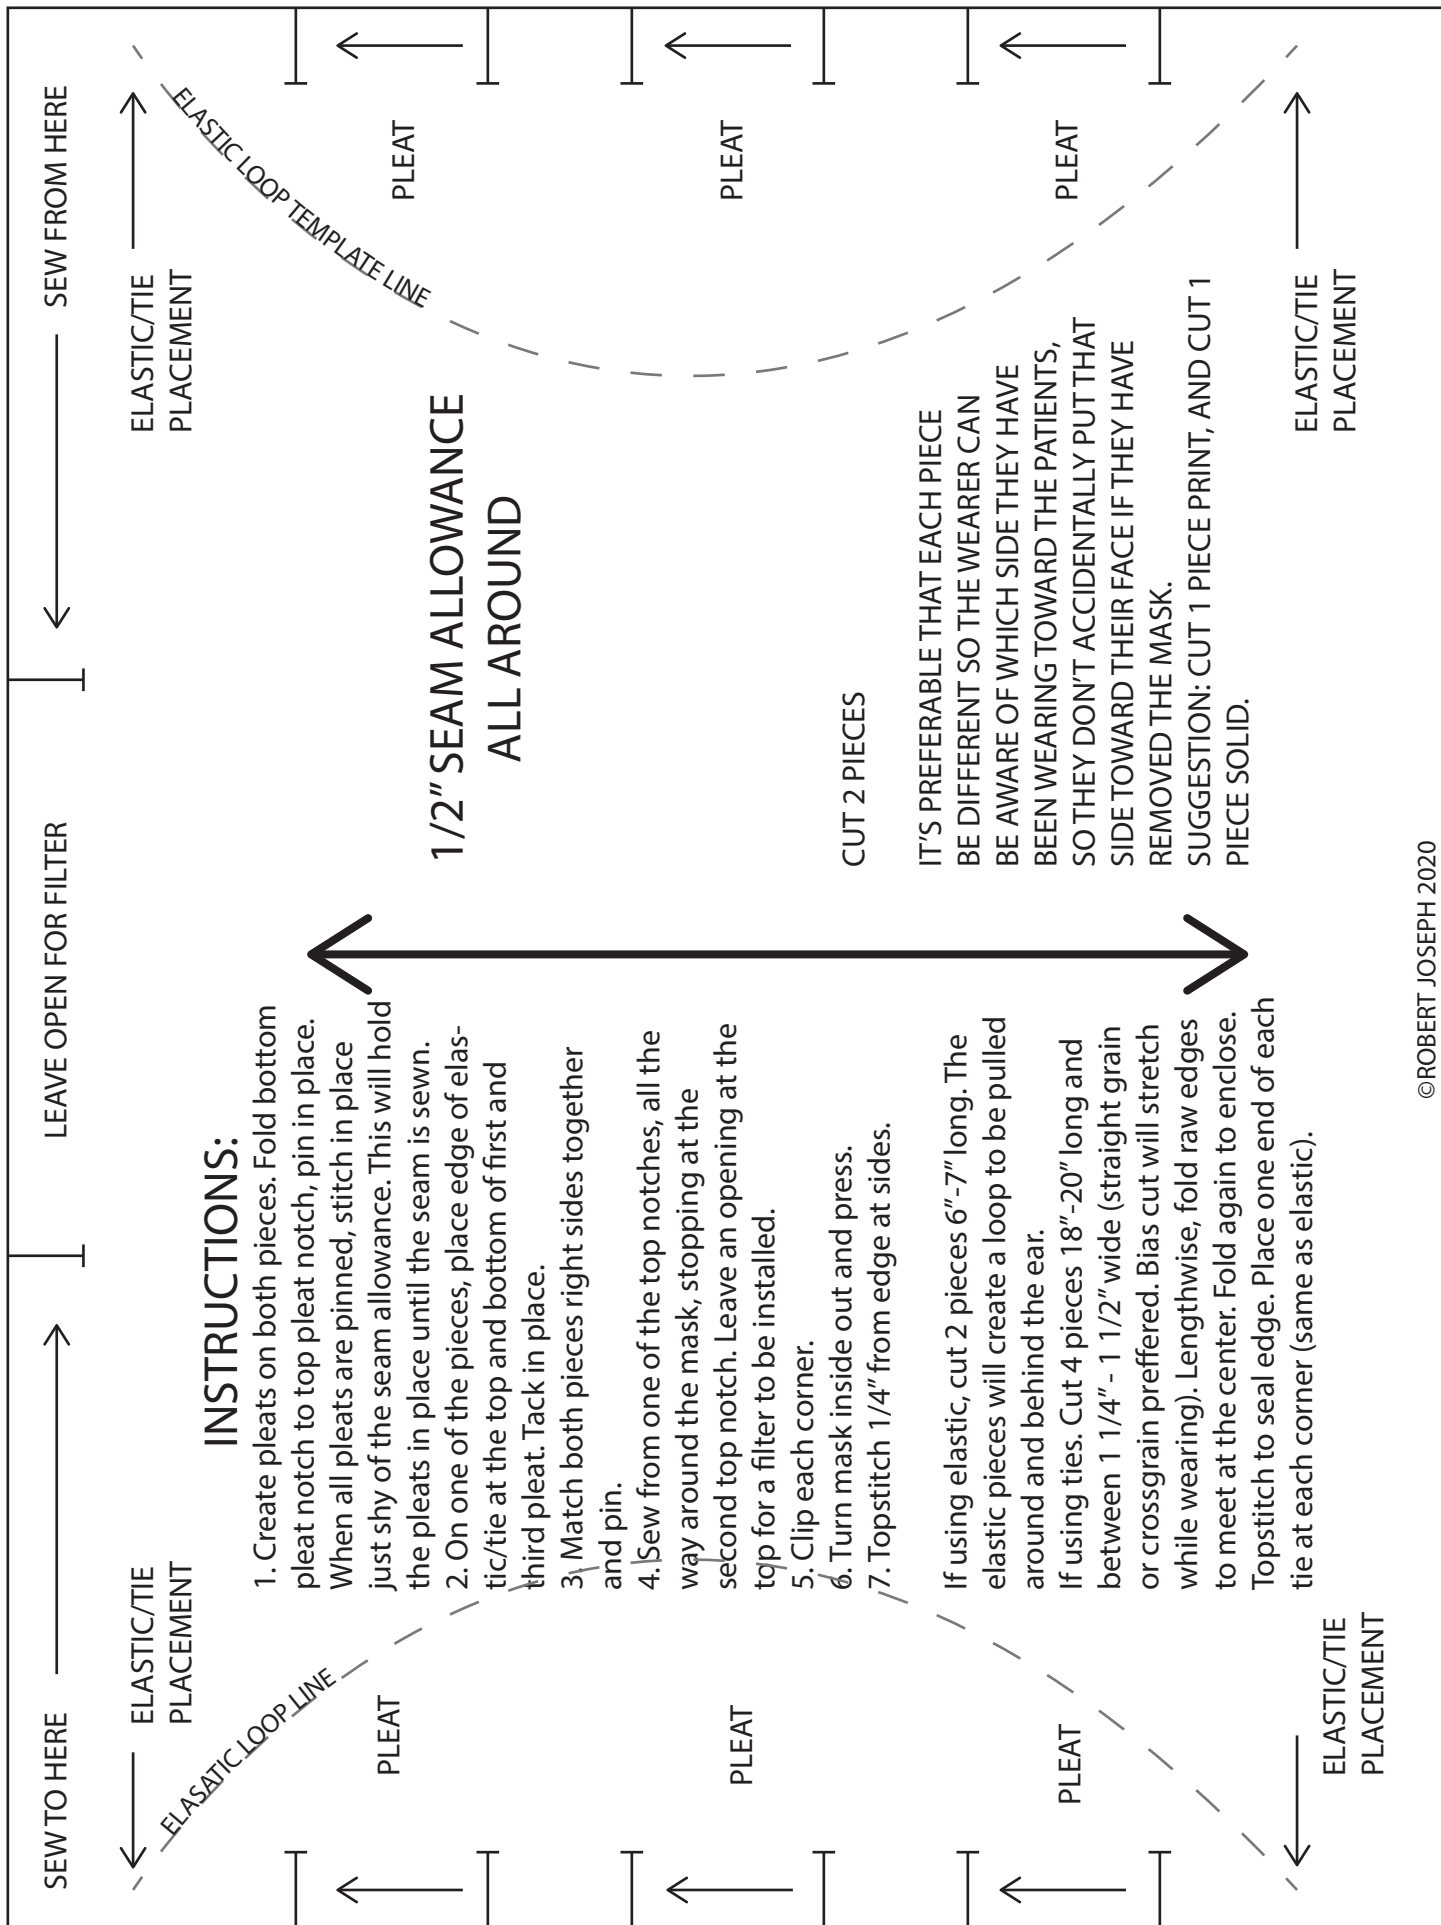 SEW TO HERE
LEAVE OPEN FOR FILTER
SEW FROM HERE
ELASTIC/TIE
PLACEMENT
ELASTIC/TIE
PLACEMENT
ELASATIC LOOP LINE
ELASTIC LOOP TEMPLATE LINE
PLEAT
PLEAT
PLEAT
PLEAT
PLEAT
PLEAT
INSTRUCTIONS:
1. Create pleats on both pieces. Fold bottom
pleat notch to top pleat notch, pin in place.
When all pleats are pinned, stitch in place
just shy of the seam allowance. This will hold
the pleats in place until the seam is sewn.
2. On one of the pieces, place edge of elas-
tic/tie at the top and bottom of first and
third pleat. Tack in place.
3. Match both pieces right sides together
and pin.
4. Sew from one of the top notches, all the
way around the mask, stopping at the
second top notch. Leave an opening at the
top for a filter to be installed.
5. Clip each corner.
6. Turn mask inside out and press.
7. Topstitch 1/4" from edge at sides.
If using elastic, cut 2 pieces 6"-7" long. The
elastic pieces will create a loop to be pulled
around and behind the ear.
If using ties. Cut 4 pieces 18"-20" long and
between 1 1/4" - 1 1/2" wide (straight grain
or crossgrain preffered. Bias cut will stretch
while wearing). Lengthwise, fold raw edges
to meet at the center. Fold again to enclose.
Topstitch to seal edge. Place one end of each
tie at each corner (same as elastic).
1/2" SEAM ALLOWANCE
ALL AROUND
CUT 2 PIECES
IT'S PREFERABLE THAT EACH PIECE
BE DIFFERENT SO THE WEARER CAN
BE AWARE OF WHICH SIDE THEY HAVE
BEEN WEARING TOWARD THE PATIENTS,
SO THEY DON'T ACCIDENTALLY PUT THAT
SIDE TOWARD THEIR FACE IF THEY HAVE
REMOVED THE MASK.
SUGGESTION: CUT 1 PIECE PRINT, AND CUT 1
PIECE SOLID.
ELASTIC/TIE
PLACEMENT
ELASTIC/TIE
PLACEMENT
©ROBERT JOSEPH 2020